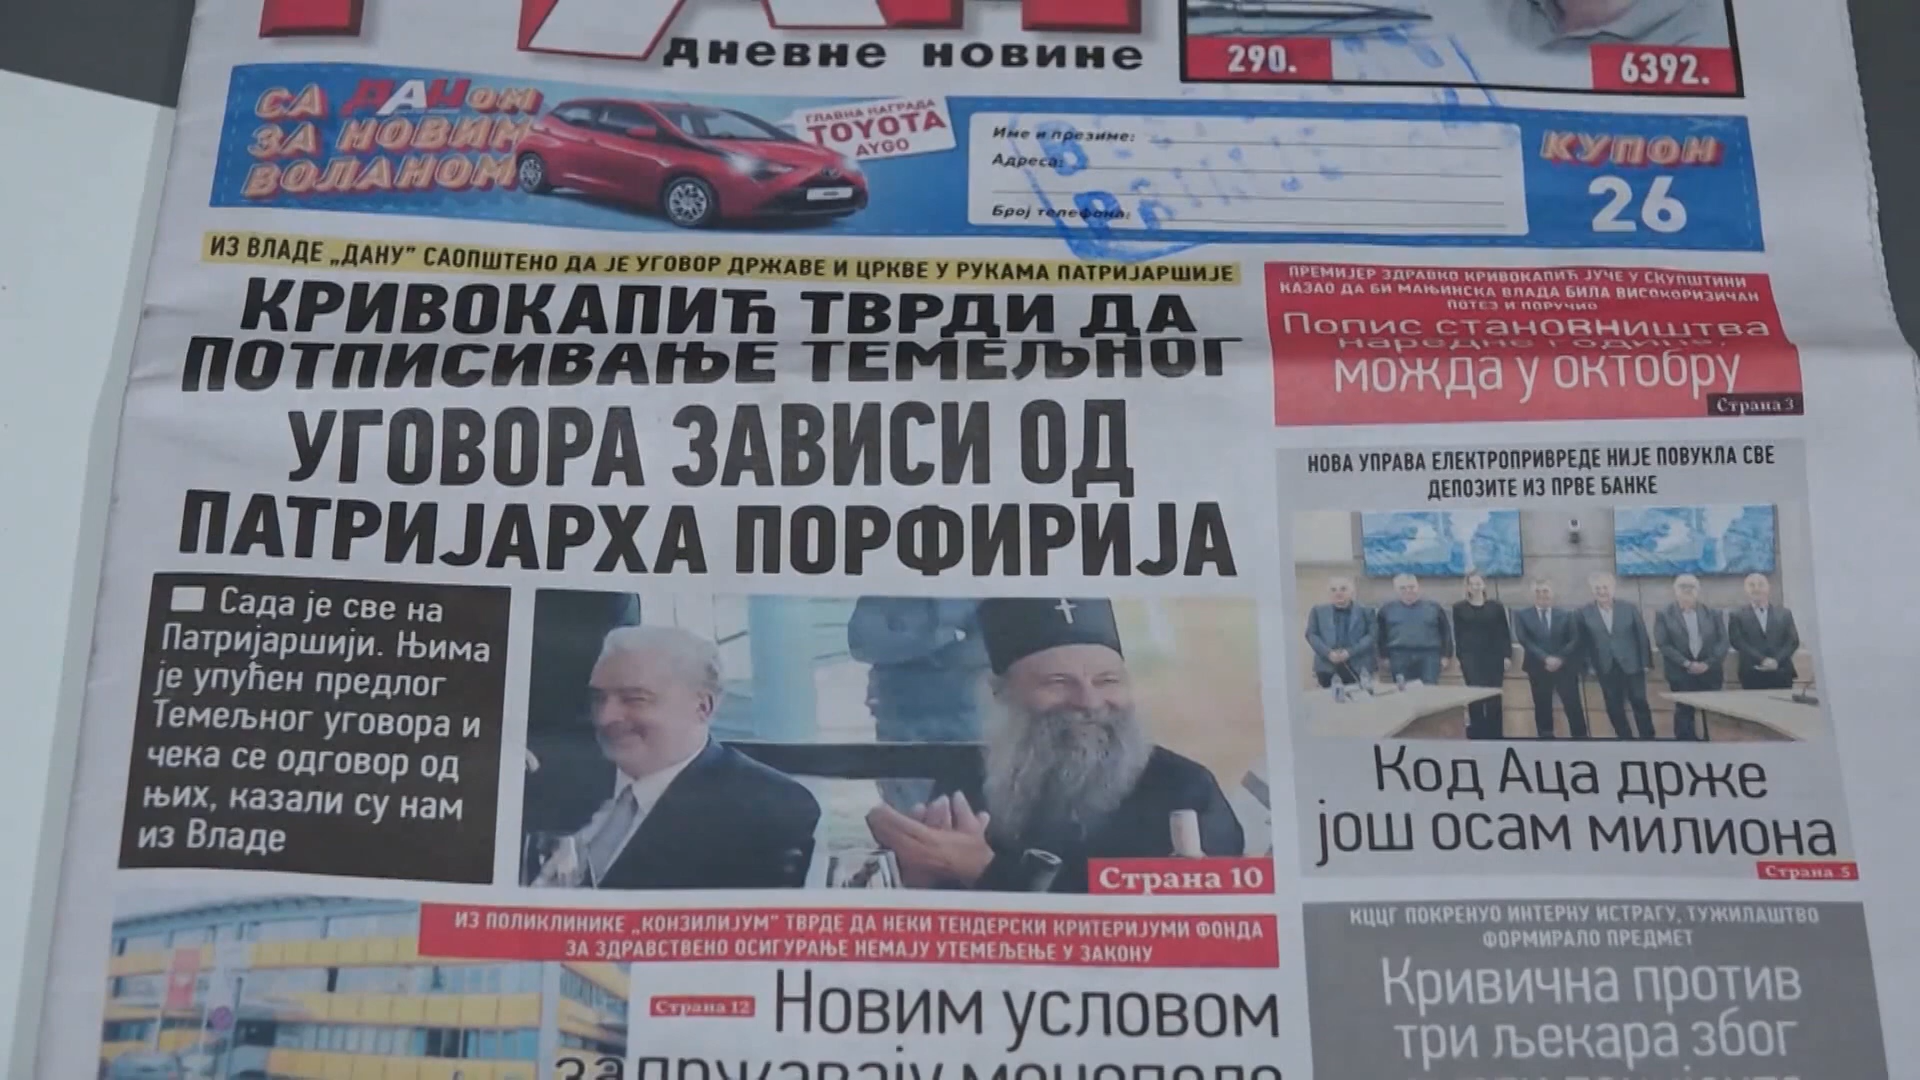 ДАН
дневне новине
290.
6392.
СА ДАНом
ЗА НОВИМ
ВОЛАНОМ
ГЛАВНА НАГРАДА
TOYOTA
AYGO
Име и презиме:
Адреса:
Број телефона:
КУПОН
26
ИЗ ВЛАДЕ „ДАНУ” САОПШТЕНО ДА ЈЕ УГОВОР ДРЖАВЕ И ЦРКВЕ У РУКАМА ПАТРИЈАРШИЈЕ
КРИВОКАПИЋ ТВРДИ ДА
ПОТПИСИВАЊЕ ТЕМЕЉНОГ
УГОВОРА ЗАВИСИ ОД
ПАТРИЈАРХА ПОРФИРИЈА
Сада је све на
Патријаршији. Њима
је упућен предлог
Темељног уговора и
чека се одговор од
њих, казали су нам
из Владе
Страна 10
ПРЕМИЈЕР ЗДРАВКО КРИВОКАПИЋ ЈУЧЕ У СКУПШТИНИ
КАЗАО ДА БИ МАЊИНСКА ВЛАДА БИЛА ВИСОКОРИЗИЧАН
ПОТЕЗ И ПОРУЧИО
Попис становништва
наредне године,
можда у октобру
Страна 3
НОВА УПРАВА ЕЛЕКТРОПРИВРЕДЕ НИЈЕ ПОВУКЛА СВЕ
ДЕПОЗИТЕ ИЗ ПРВЕ БАНКЕ
Код Аца држе
још осам милиона
Страна 5
ИЗ ПОЛИКЛИНИКЕ „КОНЗИЛИЈУМ” ТВРДЕ ДА НЕКИ ТЕНДЕРСКИ КРИТЕРИЈУМИ ФОНДА
ЗА ЗДРАВСТВЕНО ОСИГУРАЊЕ НЕМАЈУ УТЕМЕЉЕЊЕ У ЗАКОНУ
Страна 12
Новим условом
задржавају монополе
КЦЦГ ПОКРЕНУО ИНТЕРНУ ИСТРАГУ, ТУЖИЛАШТВО
ФОРМИРАЛО ПРЕДМЕТ
Кривична против
три љекара због